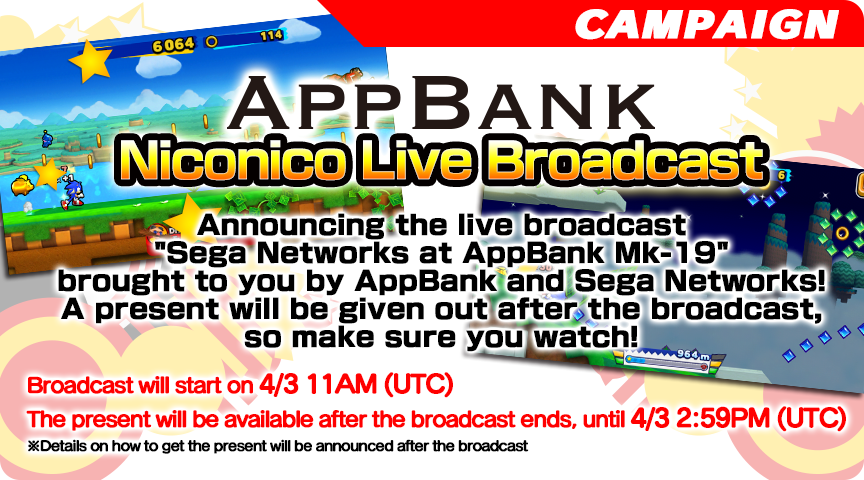 CAMPAIGN
6064
114
APPBANK
Niconico Live Broadcast
Announcing the live broadcast
"Sega Networks at AppBank Mk-19"
brought to you by AppBank and Sega Networks!
A present will be given out after the broadcast,
so make sure you watch!
964m
Broadcast will start on 4/3 11AM (UTC)
The present will be available after the broadcast ends, until 4/3 2:59PM (UTC)
※Details on how to get the present will be announced after the broadcast